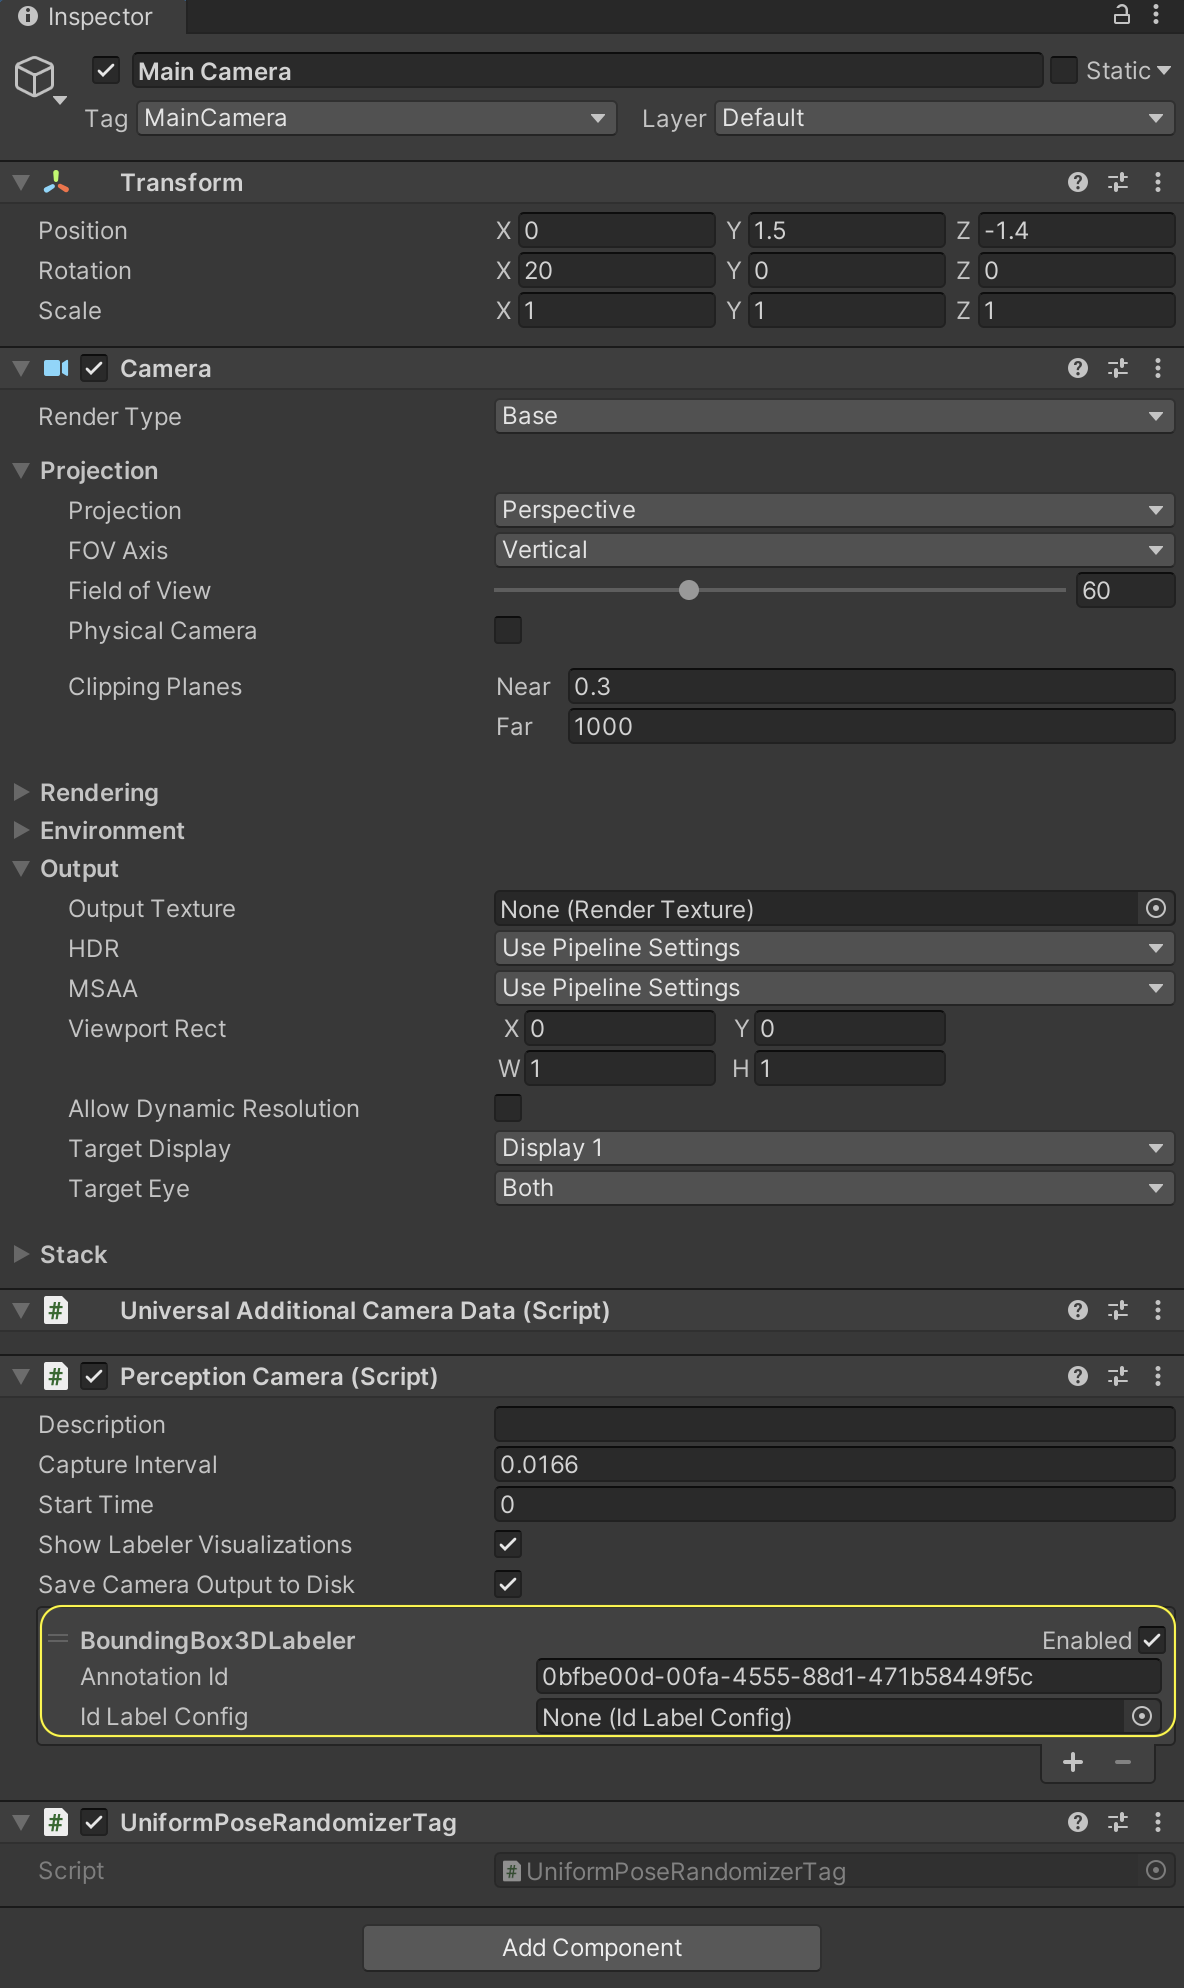 Inspector
Main Camera Static
Tag MainCamera Layer Default
Transform
Position X 0 Y 1.5 Z -1.4
Rotation X 20 Y 0 Z 0
Scale X 1 Y 1 Z 1
Camera
Render Type Base
Projection
Projection Perspective
FOV Axis Vertical
Field of View 60
Physical Camera
Clipping Planes Near 0.3
Far 1000
Rendering
Environment
Output
Output Texture None (Render Texture)
HDR Use Pipeline Settings
MSAA Use Pipeline Settings
Viewport Rect X 0 Y 0
W 1 H 1
Allow Dynamic Resolution
Target Display Display 1
Target Eye Both
Stack
# Universal Additional Camera Data (Script)
# Perception Camera (Script)
Description
Capture Interval 0.0166
Start Time 0
Show Labeler Visualizations
Save Camera Output to Disk
BoundingBox3DLabeler Enabled
Annotation Id 0bfbe00d-00fa-4555-88d1-471b58449f5c
Id Label Config None (Id Label Config)
+ −
# UniformPoseRandomizerTag
Script # UniformPoseRandomizerTag
Add Component